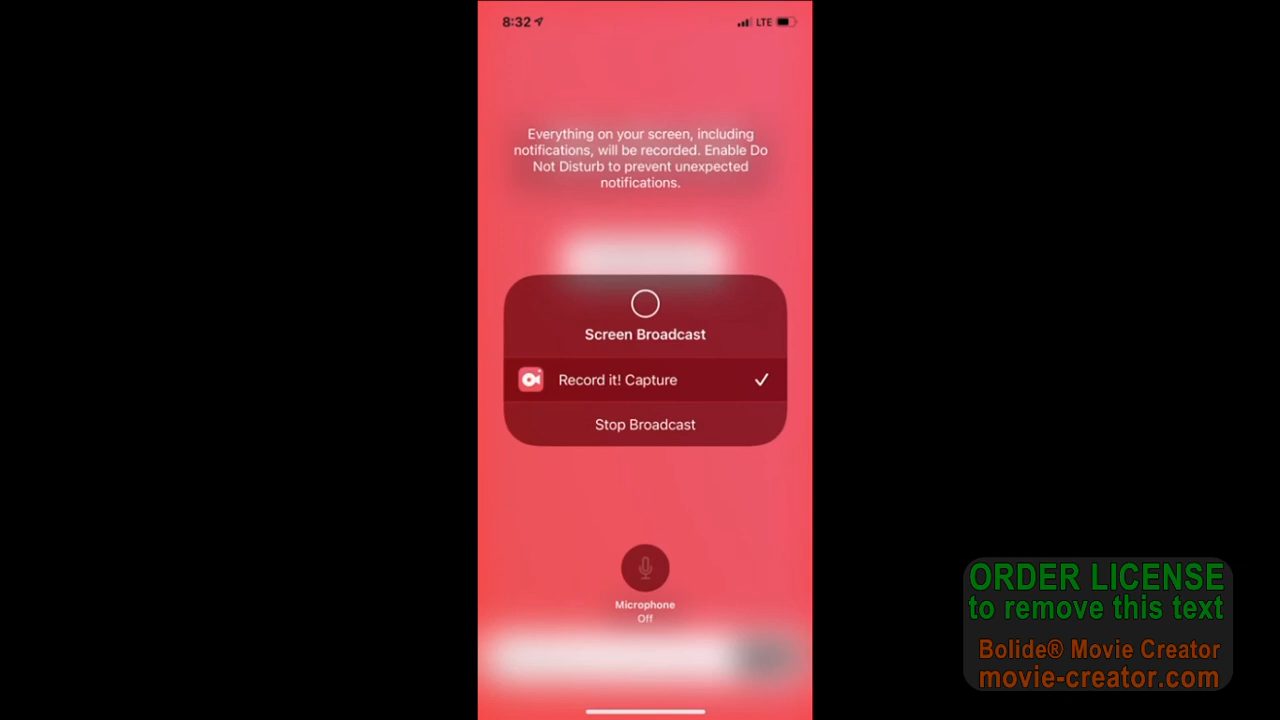 8:32
LTE
Everything on your screen, including
notifications, will be recorded. Enable Do
Not Disturb to prevent unexpected
notifications.
Screen Broadcast
Record it! Capture
Stop Broadcast
Microphone
Off
ORDER LICENSE
to remove this text
Bolide® Movie Creator
movie-creator.com